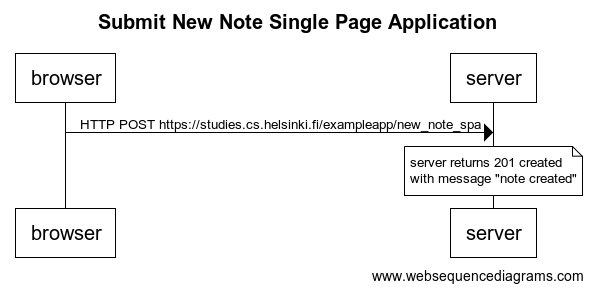 Submit New Note Single Page Application
browser
server
HTTP POST https://studies.cs.helsinki.fi/exampleapp/new_note_spa
server returns 201 created
with message "note created"
browser
server
www.websequencediagrams.com